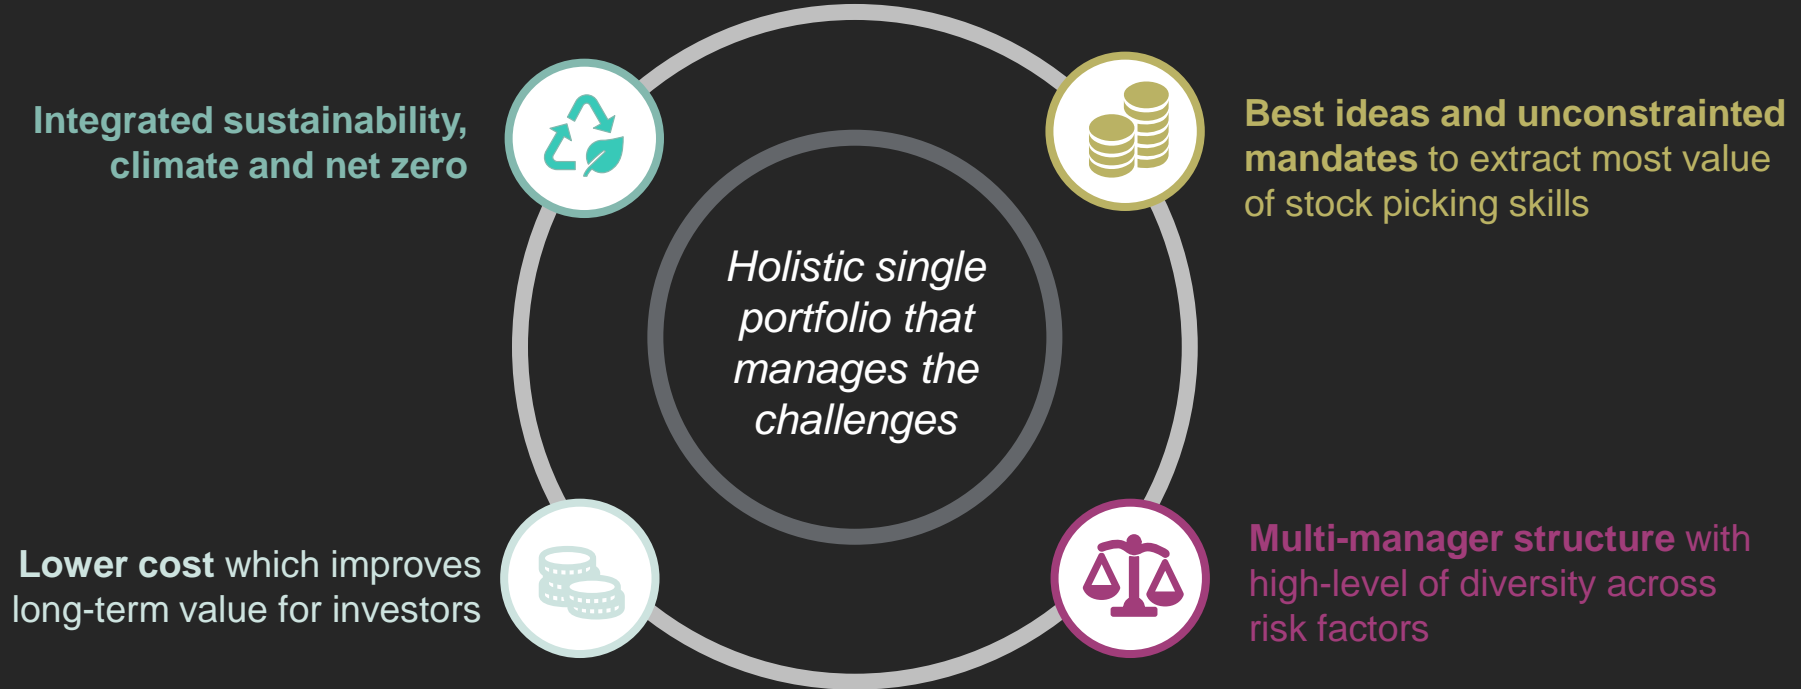 Integrated sustainability,
climate and net zero
Best ideas and unconstrainted
mandates to extract most value
of stock picking skills
Holistic single
portfolio that
manages the
challenges
Lower cost which improves
long-term value for investors
Multi-manager structure with
high-level of diversity across
risk factors